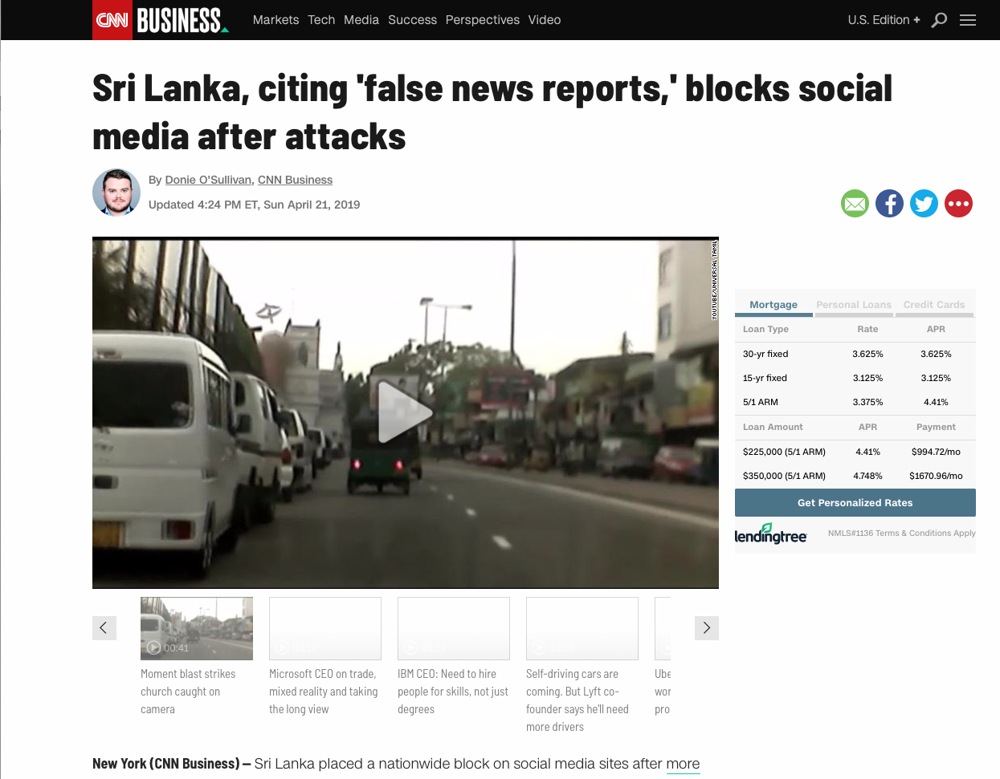 CNN BUSINESS
Markets Tech Media Success Perspectives Video
U.S. Edition +
Sri Lanka, citing 'false news reports,' blocks social
media after attacks
By Donie O'Sullivan, CNN Business
Updated 4:24 PM ET, Sun April 21, 2019
YOUTUBE/UNIVERSAL TAMIL
Mortgage Personal Loans Credit Cards
Loan Type Rate APR
30-yr fixed 3.625% 3.625%
15-yr fixed 3.125% 3.125%
5/1 ARM 3.375% 4.41%
Loan Amount APR Payment
$225,000 (5/1 ARM) 4.41% $994.72/mo
$350,000 (5/1 ARM) 4.748% $1670.96/mo
Get Personalized Rates
lendingtree NMLS#1136 Terms & Conditions Apply
00:41
Moment blast strikes
church caught on
camera
Microsoft CEO on trade,
mixed reality and taking
the long view
IBM CEO: Need to hire
people for skills, not just
degrees
Self-driving cars are
coming. But Lyft co-
founder says he'll need
more drivers
Ube
wor
pro
New York (CNN Business) — Sri Lanka placed a nationwide block on social media sites after more